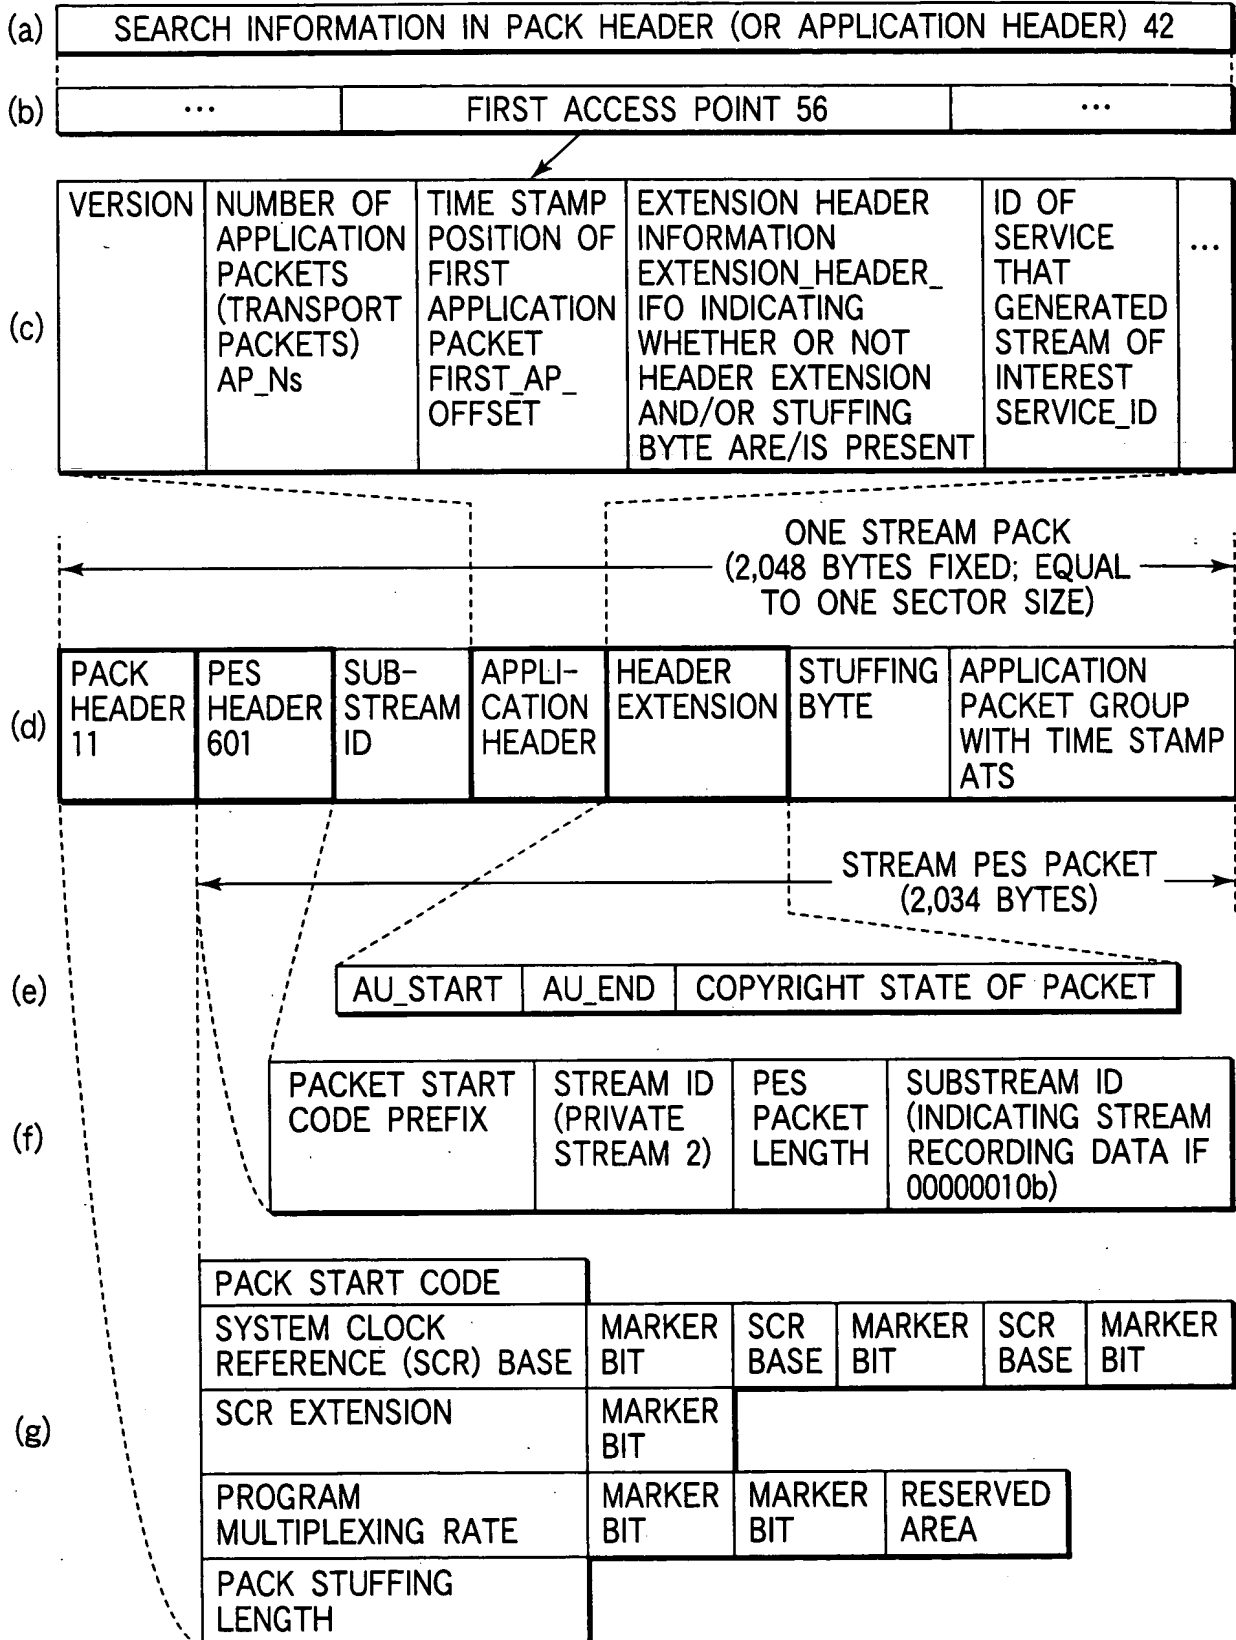 (a) SEARCH INFORMATION IN PACK HEADER (OR APPLICATION HEADER) 42
(b) ... FIRST ACCESS POINT 56 ...
(c)
VERSION
NUMBER OF
APPLICATION
PACKETS
(TRANSPORT
PACKETS)
AP_Ns
TIME STAMP
POSITION OF
FIRST
APPLICATION
PACKET
FIRST_AP_
OFFSET
EXTENSION HEADER
INFORMATION
EXTENSION_HEADER_
IFO INDICATING
WHETHER OR NOT
HEADER EXTENSION
AND/OR STUFFING
BYTE ARE/IS PRESENT
ID OF
SERVICE
THAT
GENERATED
STREAM OF
INTEREST
SERVICE_ID
...
ONE STREAM PACK
(2,048 BYTES FIXED; EQUAL
TO ONE SECTOR SIZE)
(d)
PACK
HEADER
11
PES
HEADER
601
SUB-
STREAM
ID
APPLI-
CATION
HEADER
HEADER
EXTENSION
STUFFING
BYTE
APPLICATION
PACKET GROUP
WITH TIME STAMP
ATS
STREAM PES PACKET
(2,034 BYTES)
(e)
AU_START
AU_END
COPYRIGHT STATE OF PACKET
(f)
PACKET START
CODE PREFIX
STREAM ID
(PRIVATE
STREAM 2)
PES
PACKET
LENGTH
SUBSTREAM ID
(INDICATING STREAM
RECORDING DATA IF
00000010b)
(g)
PACK START CODE
SYSTEM CLOCK
REFERENCE (SCR) BASE
MARKER
BIT
SCR
BASE
MARKER
BIT
SCR
BASE
MARKER
BIT
SCR EXTENSION
MARKER
BIT
PROGRAM
MULTIPLEXING RATE
MARKER
BIT
MARKER
BIT
RESERVED
AREA
PACK STUFFING
LENGTH